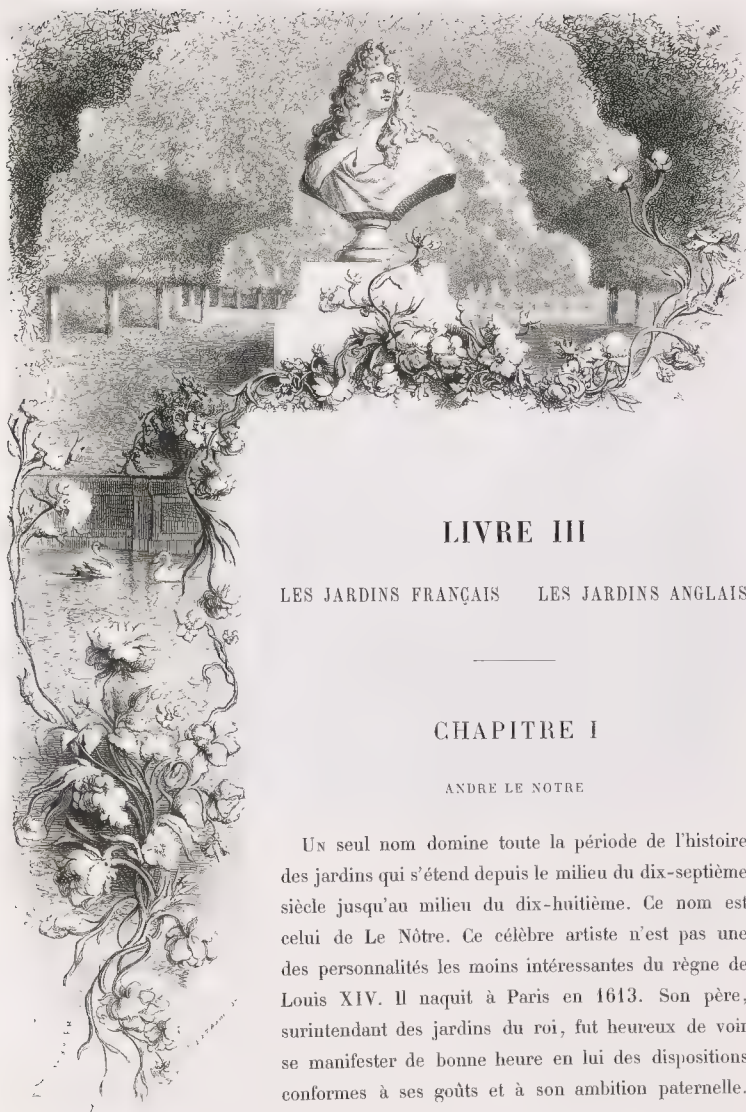 LIVRE III
LES JARDINS FRANÇAIS LES JARDINS ANGLAIS
CHAPITRE I
ANDRE LE NOTRE
UN seul nom domine toute la période de l'histoire
des jardins qui s'étend depuis le milieu du dix-septième
siècle jusqu'au milieu du dix-huitième. Ce nom est
celui de Le Nôtre. Ce célèbre artiste n'est pas une
des personnalités les moins intéressantes du règne de
Louis XIV. Il naquit à Paris en 1613. Son père,
surintendant des jardins du roi, fut heureux de voir
se manifester de bonne heure en lui des dispositions
conformes à ses goûts et à son ambition paternelle.